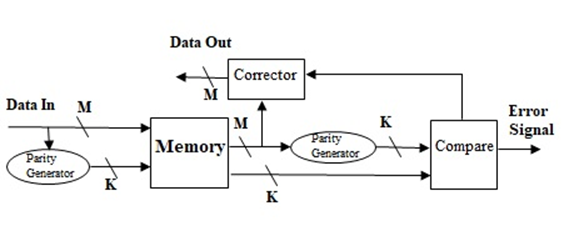 Data Out
Corrector
M
Data In
M
M
K
Error
Signal
Parity
Generator
Memory
Parity
Generator
Compare
K
K